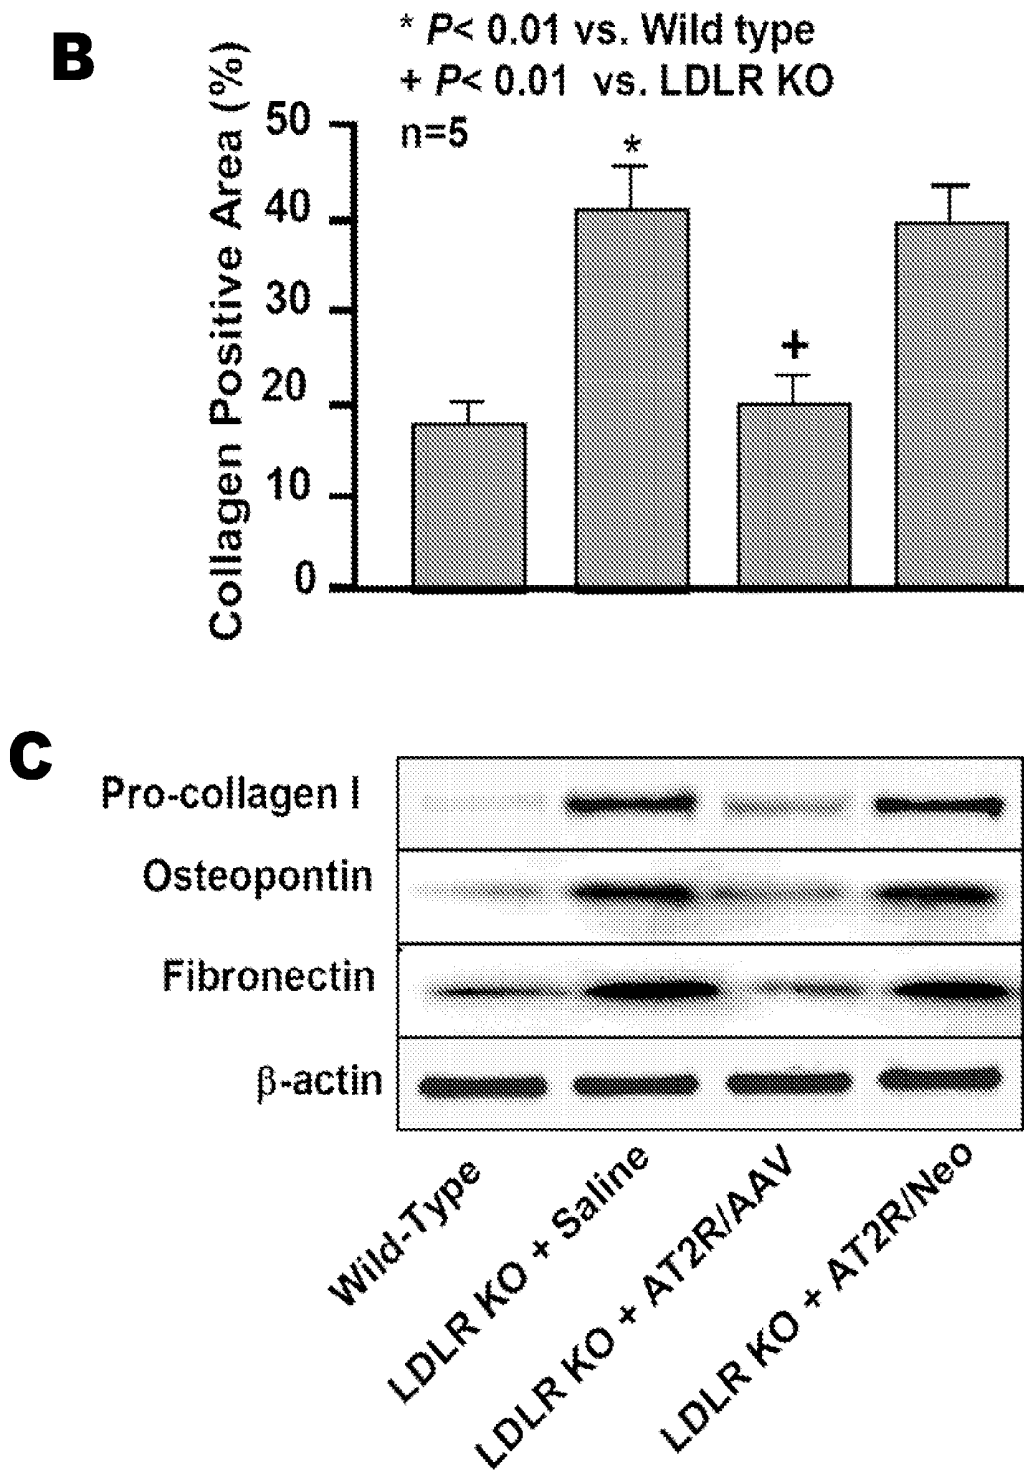 B
* P< 0.01 vs. Wild type
+ P< 0.01 vs. LDLR KO
n=5
Collagen Positive Area (%)
50
40
30
20
10
0
*
+
C
Pro-collagen I
Osteopontin
Fibronectin
β-actin
Wild-Type
LDLR KO + Saline
LDLR KO + AT2R/AAV
LDLR KO + AT2R/Neo